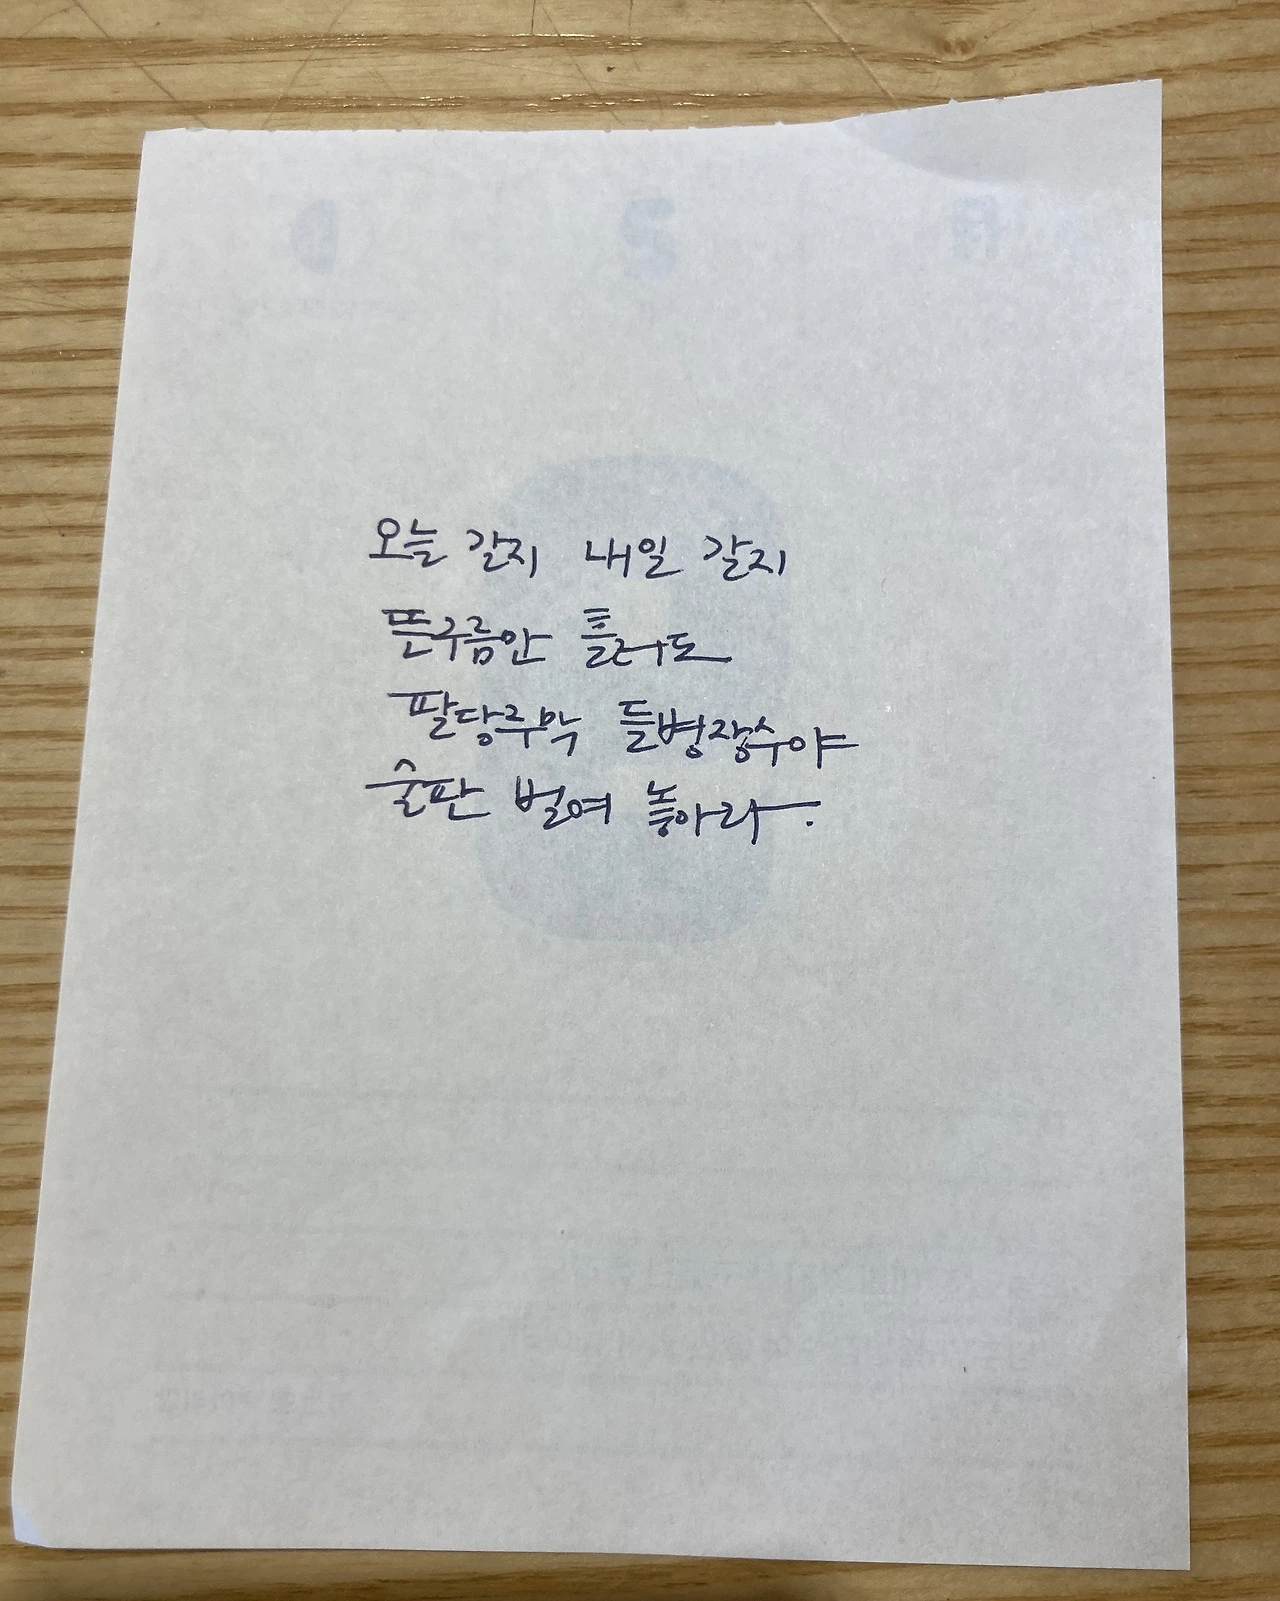 오늘 갈지 내일 갈지
뜬구름만 흘러도
팔당주막 들병장수야
술판 벌여 놓아라.